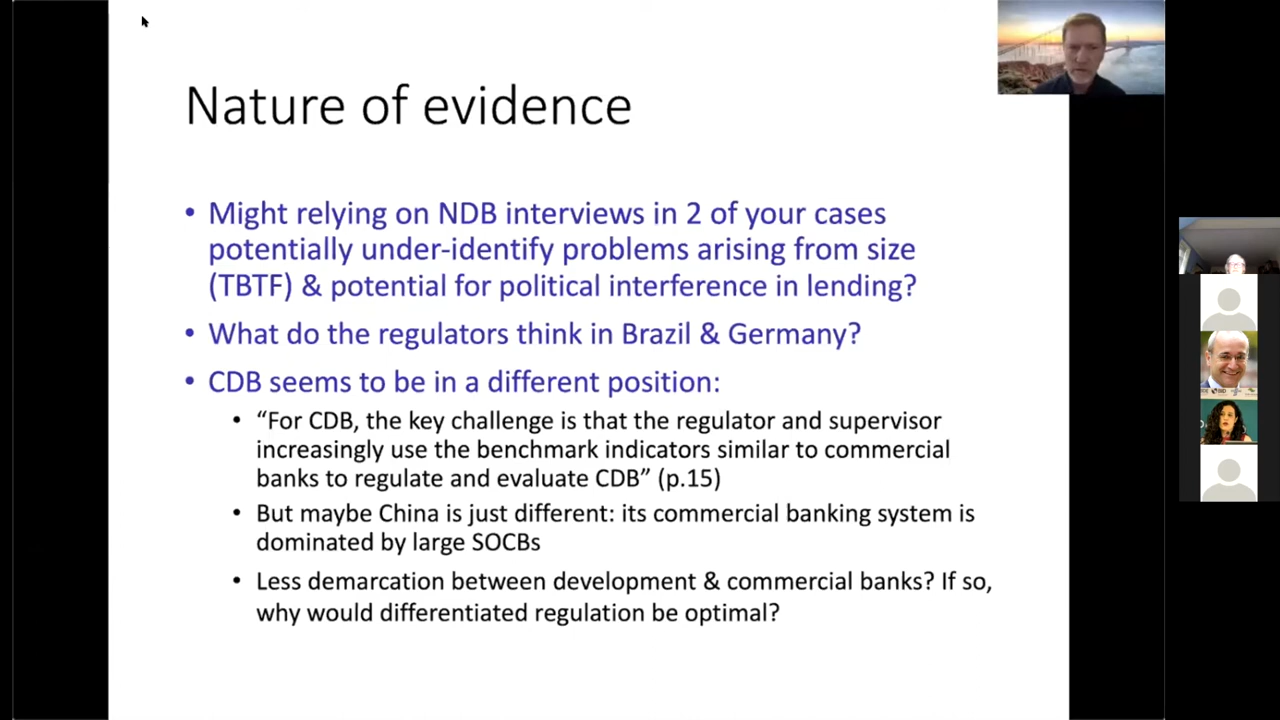 Nature of evidence
• Might relying on NDB interviews in 2 of your cases
potentially under-identify problems arising from size
(TBTF) & potential for political interference in lending?
• What do the regulators think in Brazil & Germany?
• CDB seems to be in a different position:
• “For CDB, the key challenge is that the regulator and supervisor
increasingly use the benchmark indicators similar to commercial
banks to regulate and evaluate CDB” (p.15)
• But maybe China is just different: its commercial banking system is
dominated by large SOCBs
• Less demarcation between development & commercial banks? If so,
why would differentiated regulation be optimal?